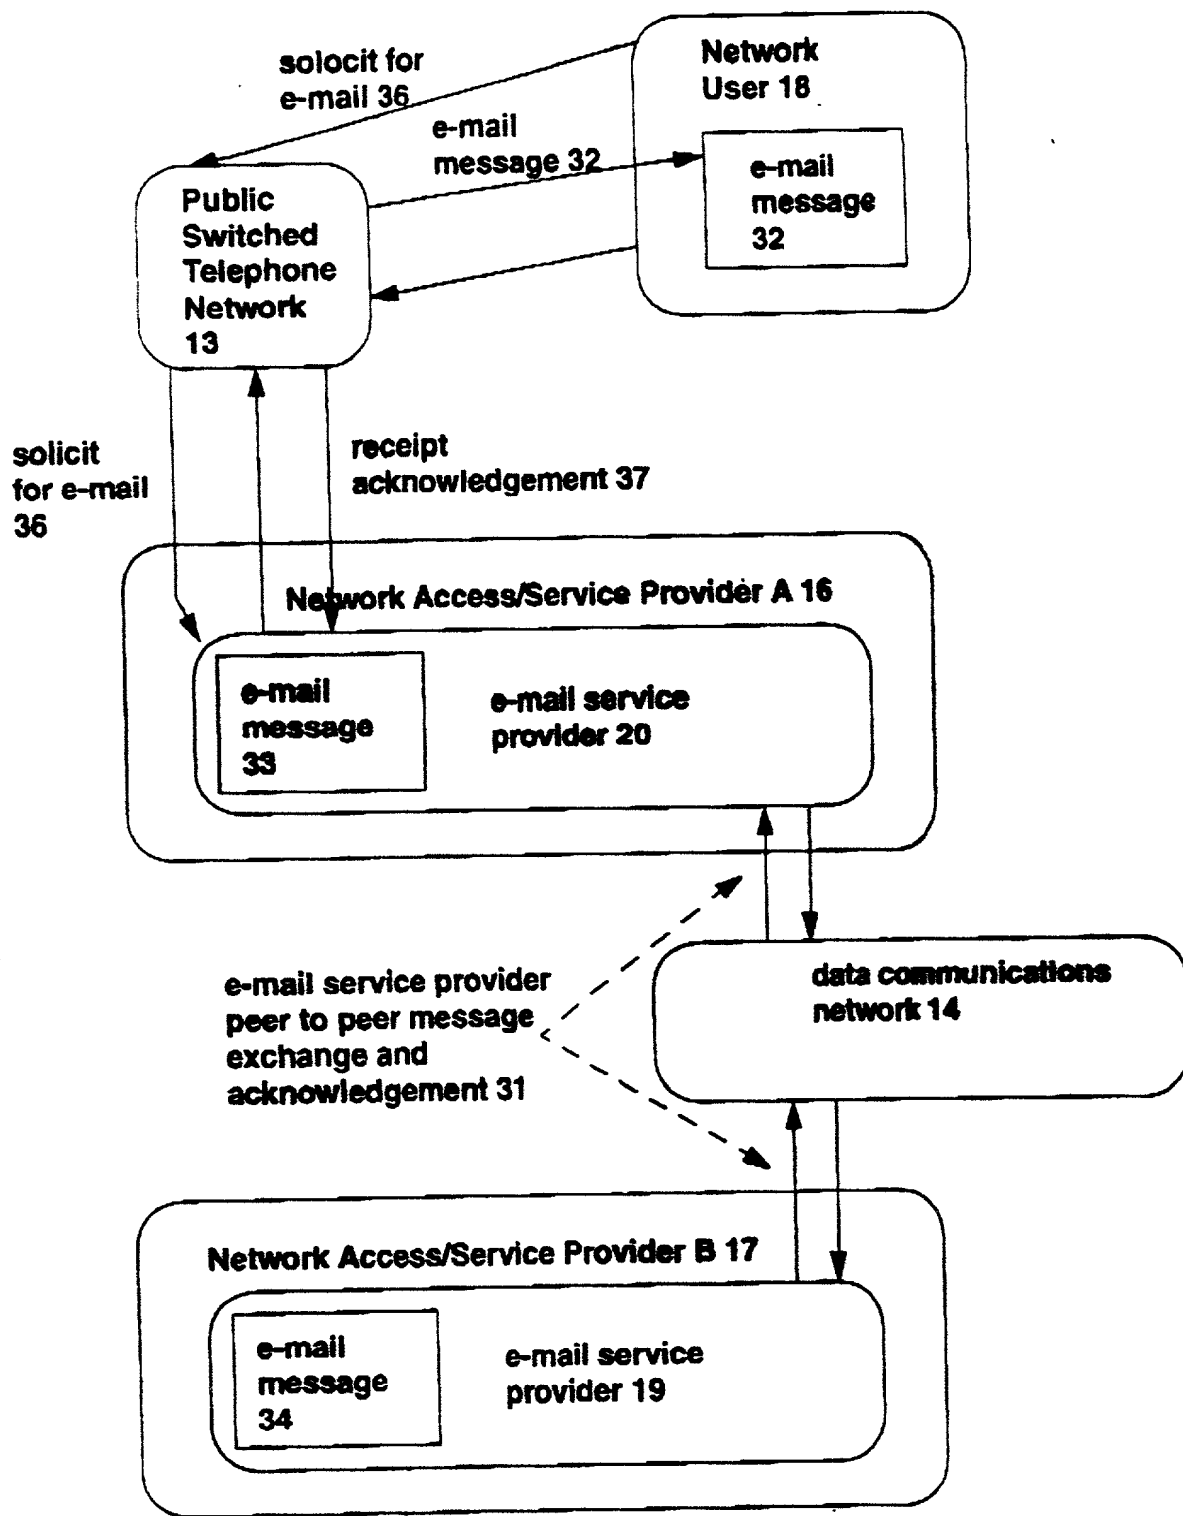 solocit for
e-mail 36
Network
User 18
e-mail
message 32
e-mail
message
32
Public
Switched
Telephone
Network
13
solicit
for e-mail
36
receipt
acknowledgement 37
Network Access/Service Provider A 16
e-mail
message
33
e-mail service
provider 20
data communications
network 14
e-mail service provider
peer to peer message
exchange and
acknowledgement 31
Network Access/Service Provider B 17
e-mail
message
34
e-mail service
provider 19